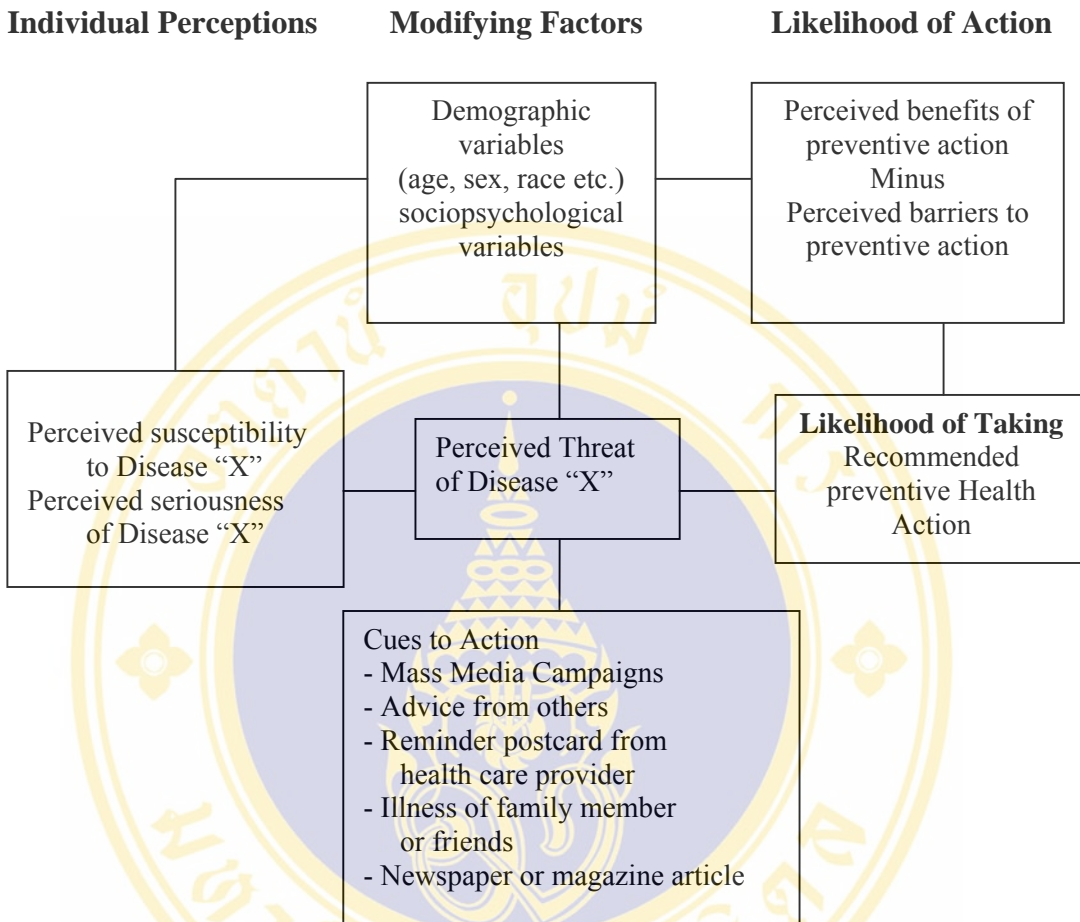 Individual Perceptions
Modifying Factors
Likelihood of Action
Demographic
variables
(age, sex, race etc.)
sociopsychological
variables
Perceived benefits of
preventive action
Minus
Perceived barriers to
preventive action
Perceived susceptibility
to Disease “X”
Perceived seriousness
of Disease “X”
Perceived Threat
of Disease “X”
Likelihood of Taking
Recommended
preventive Health
Action
Cues to Action
- Mass Media Campaigns
- Advice from others
- Reminder postcard from
health care provider
- Illness of family member
or friends
- Newspaper or magazine article